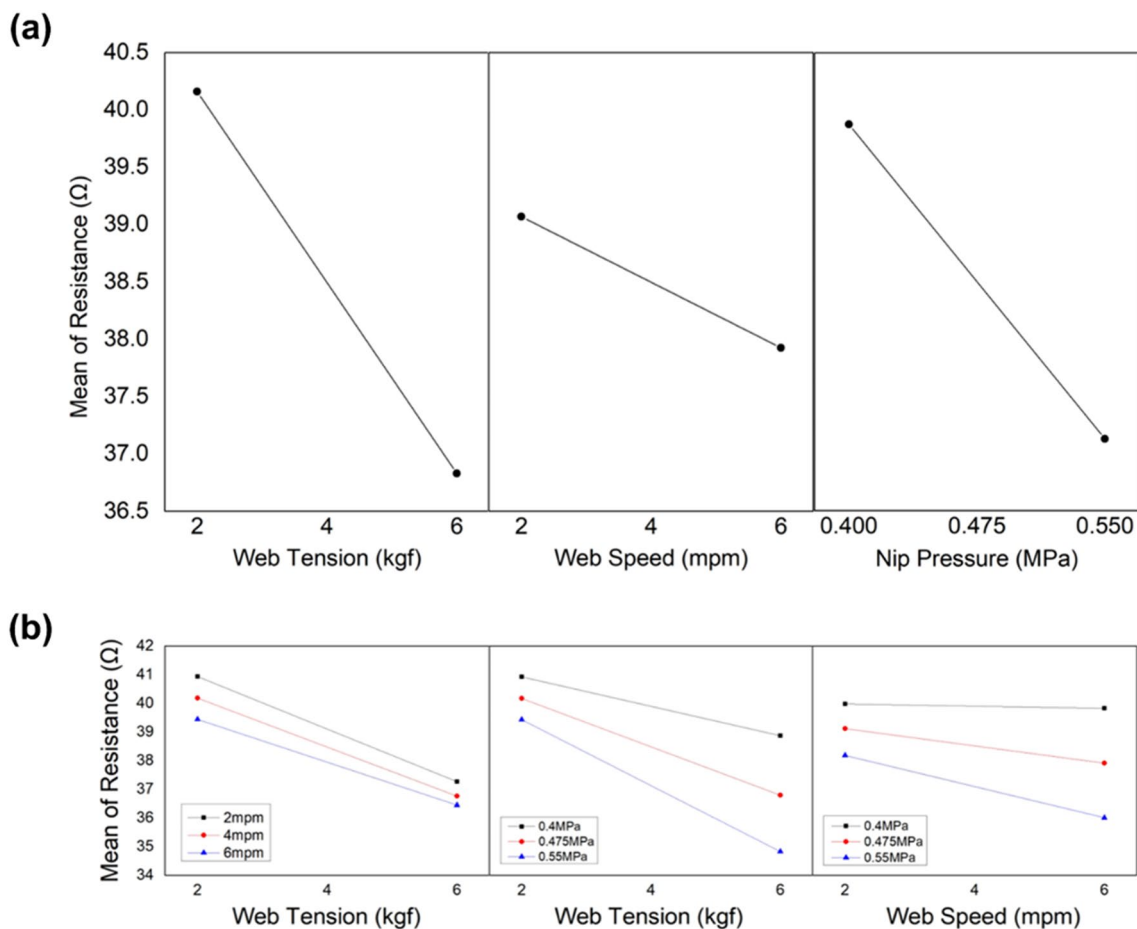 (a)
Mean of Resistance (Ω)
40.5
40.0
39.5
39.0
38.5
38.0
37.5
37.0
36.5
2 4 6
Web Tension (kgf)
2 4 6
Web Speed (mpm)
0.400 0.475 0.550
Nip Pressure (MPa)
(b)
Mean of Resistance (Ω)
42
41
40
39
38
37
36
35
34
2mpm
4mpm
6mpm
2 4 6
Web Tension (kgf)
0.4MPa
0.475MPa
0.55MPa
2 4 6
Web Tension (kgf)
0.4MPa
0.475MPa
0.55MPa
2 4 6
Web Speed (mpm)